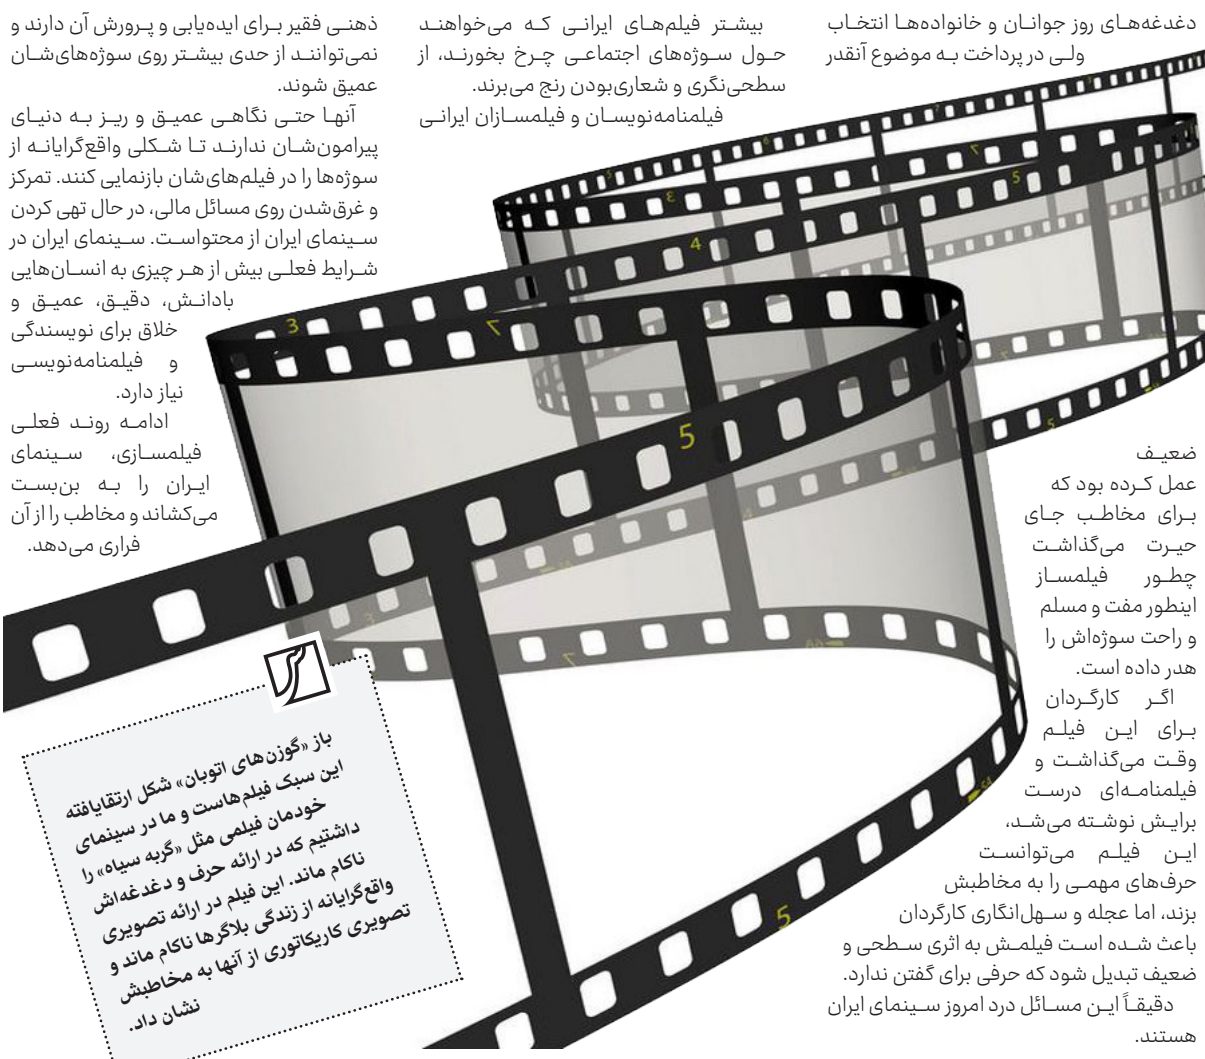 دغدغه‌های روز جوانان و خانواده‌ها انتخاب
ولی در پرداخت به موضوع آنقدر
ضعیف
عمل کرده بود که
برای مخاطب جای
حیرت می‌گذاشت
چطور فیلمساز
اینطور مفت و مسلم
و راحت سوژه‌اش را
هدر داده است.
اگر کارگردان
برای این فیلم
وقت می‌گذاشت و
فیلمنامه‌ای درست
برایش نوشته می‌شد،
این فیلم می‌توانست
حرف‌های مهمی را به مخاطبش
بزند، اما عجله و سهل‌انگاری کارگردان
باعث شده است فیلمش به اثری سطحی و
ضعیف تبدیل شود که حرفی برای گفتن ندارد.
دقیقاً این مسائل درد امروز سینمای ایران
هستند.
بیشتر فیلم‌های ایرانی که می‌خواهند
حول سوژه‌های اجتماعی چرخ بخورند، از
سطحی‌نگری و شعاری‌بودن رنج می‌برند.
فیلمنامه‌نویسان و فیلمسازان ایرانی
ذهنی فقیر برای ایده‌یابی و پرورش آن دارند و
نمی‌توانند از حدی بیشتر روی سوژه‌های‌شان
عمیق شوند.
آنها حتی نگاهی عمیق و ریز به دنیای
پیرامون‌شان ندارند تا شکلی واقع‌گرایانه از
سوژه‌ها را در فیلم‌های‌شان بازنمایی کنند. تمرکز
و غرق‌شدن روی مسائل مالی، در حال تهی کردن
سینمای ایران از محتواست. سینمای ایران در
شرایط فعلی بیش از هر چیزی به انسان‌هایی
بادانش، دقیق، عمیق و
خلاق برای نویسندگی
و فیلمنامه‌نویسی
نیاز دارد.
ادامه روند فعلی
فیلمسازی، سینمای
ایران را به بن‌بست
می‌کشاند و مخاطب را از آن
فراری می‌دهد.
باز «گوزن‌های اتوبان» شکل ارتقایافته
این سبک فیلم‌هاست و ما در سینمای
خودمان فیلمی مثل «گربه سیاه» را
داشتیم که در ارائه حرف و دغدغه‌اش
ناکام ماند. این فیلم در ارائه تصویری
واقع‌گرایانه از زندگی بلاگرها ناکام ماند و
تصویری کاریکاتوری از آنها به مخاطبش
نشان داد.
3
4
5
5
5